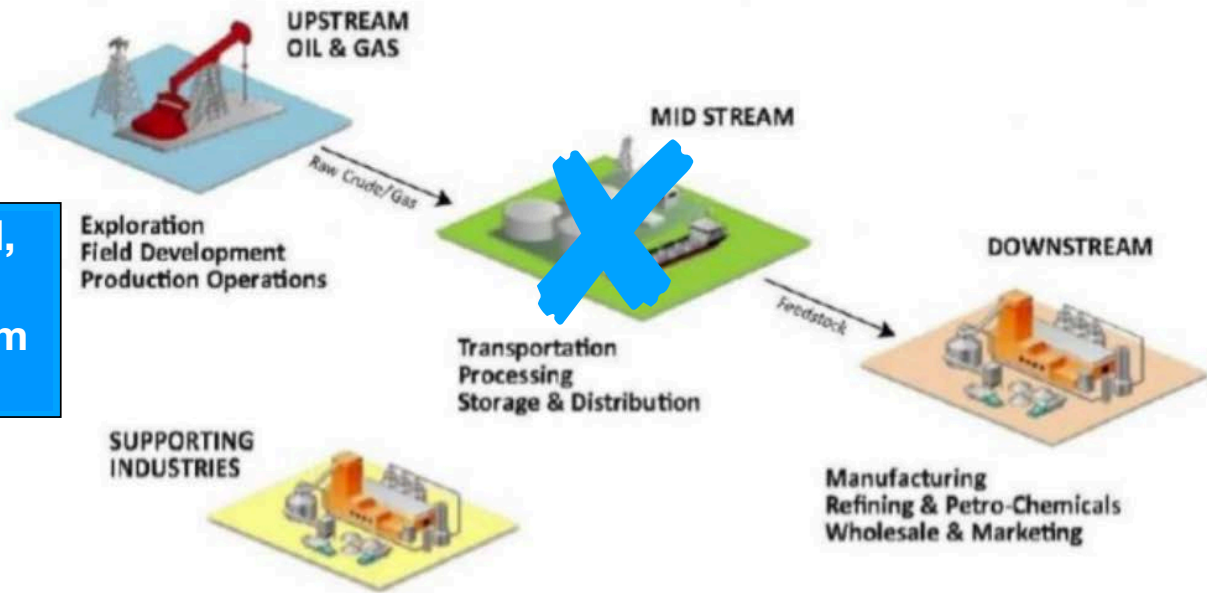 UPSTREAM
OIL & GAS
MID STREAM
Raw Crude/Gas
Exploration
Field Development
Production Operations
DOWNSTREAM
Feedstock
Transportation
Processing
Storage & Distribution
SUPPORTING
INDUSTRIES
Manufacturing
Refining & Petro-Chemicals
Wholesale & Marketing